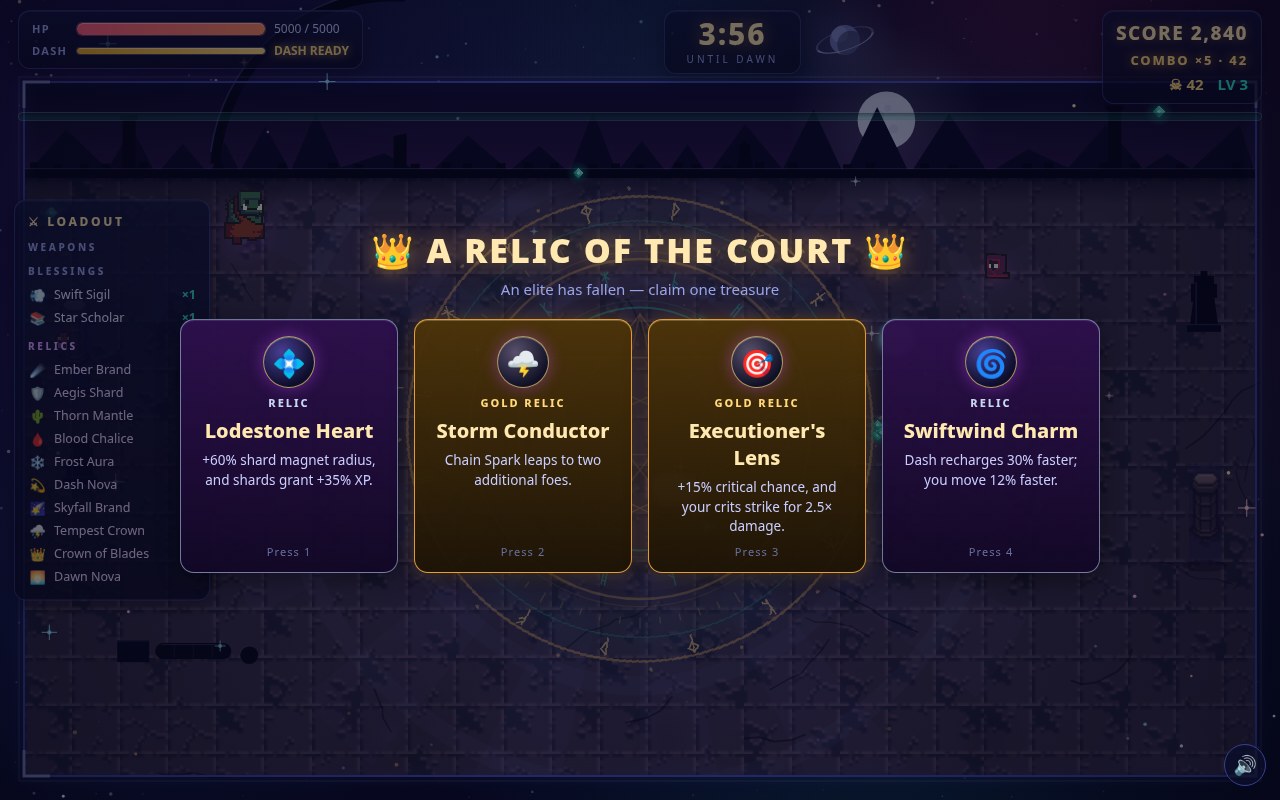 HP 5000 / 5000
DASH DASH READY
3:56
UNTIL DAWN
SCORE 2,840
COMBO ×5 · 42
☠ 42 LV 3
⚔ LOADOUT
WEAPONS
BLESSINGS
Swift Sigil ×1
Star Scholar ×1
RELICS
Ember Brand
Aegis Shard
Thorn Mantle
Blood Chalice
Frost Aura
Dash Nova
Skyfall Brand
Tempest Crown
Crown of Blades
Dawn Nova
👑 A RELIC OF THE COURT 👑
An elite has fallen — claim one treasure
RELIC
Lodestone Heart
+60% shard magnet radius,
and shards grant +35% XP.
Press 1
GOLD RELIC
Storm Conductor
Chain Spark leaps to two
additional foes.
Press 2
GOLD RELIC
Executioner's
Lens
+15% critical chance, and
your crits strike for 2.5×
damage.
Press 3
RELIC
Swiftwind Charm
Dash recharges 30% faster;
you move 12% faster.
Press 4